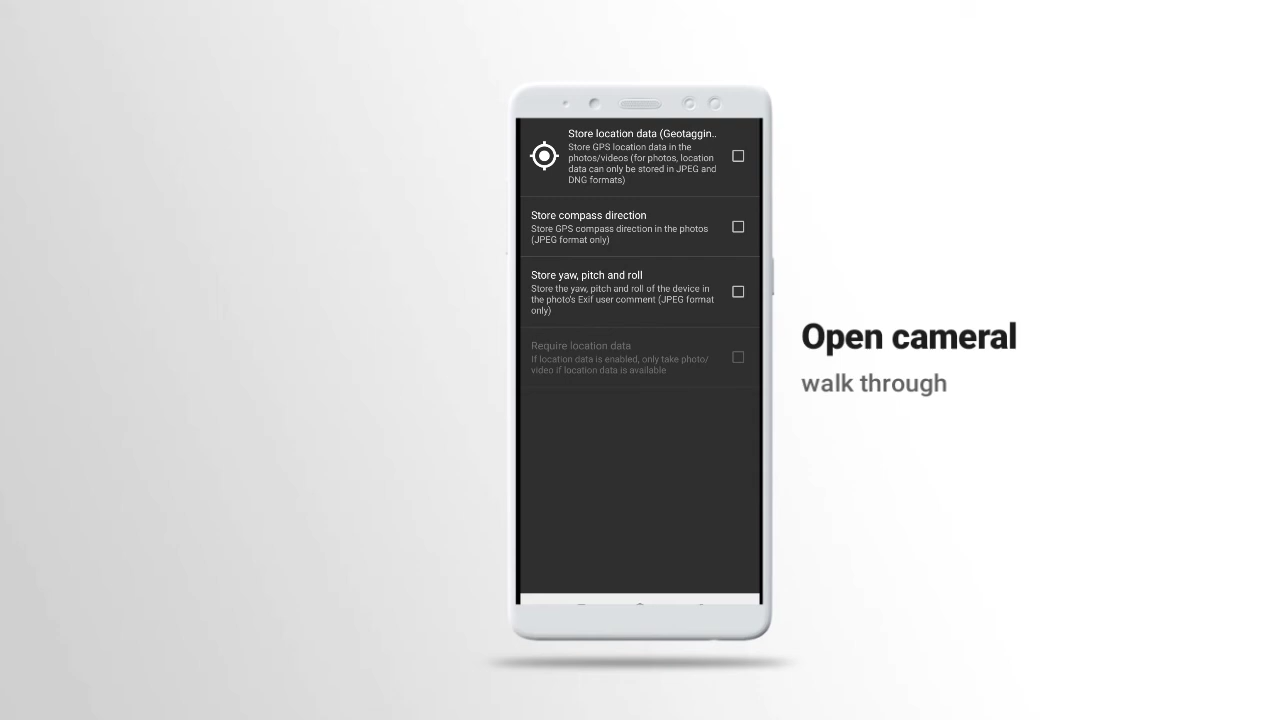 Store location data (Geotaggin..
Store GPS location data in the
photos/videos (for photos, location
data can only be stored in JPEG and
DNG formats)
Store compass direction
Store GPS compass direction in the photos
(JPEG format only)
Store yaw, pitch and roll
Store the yaw, pitch and roll of the device in
the photo's Exif user comment (JPEG format
only)
Require location data
If location data is enabled, only take photo/
video if location data is available
Open cameral
walk through